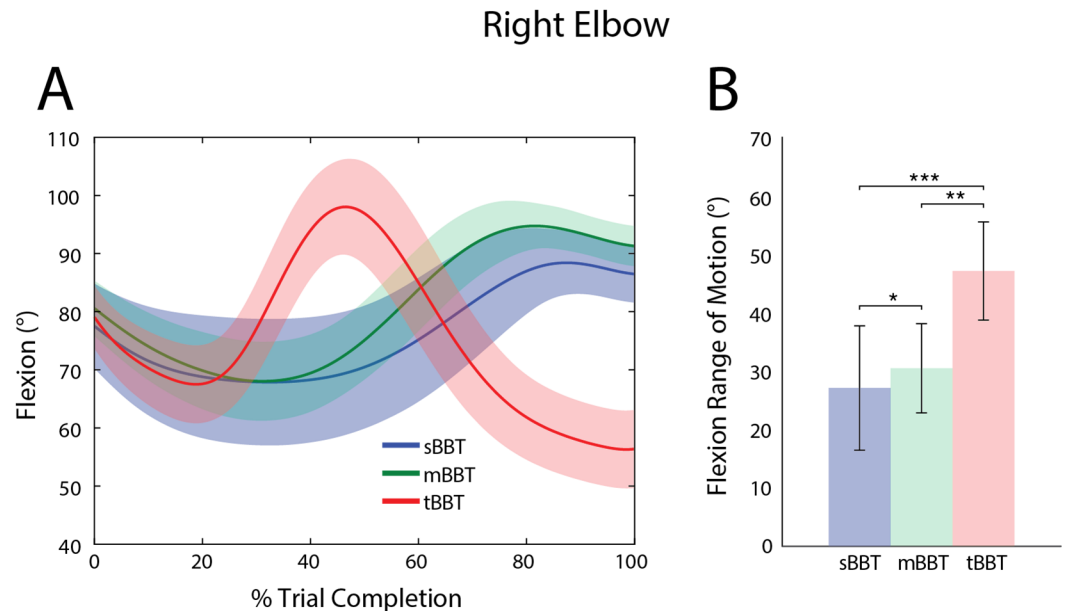 Right Elbow
A
Flexion (°)
110
100
90
80
70
60
50
40
0 20 40 60 80 100
% Trial Completion
sBBT
mBBT
tBBT
B
Flexion Range of Motion (°)
70
60
50
40
30
20
10
0
***
**
*
sBBT mBBT tBBT